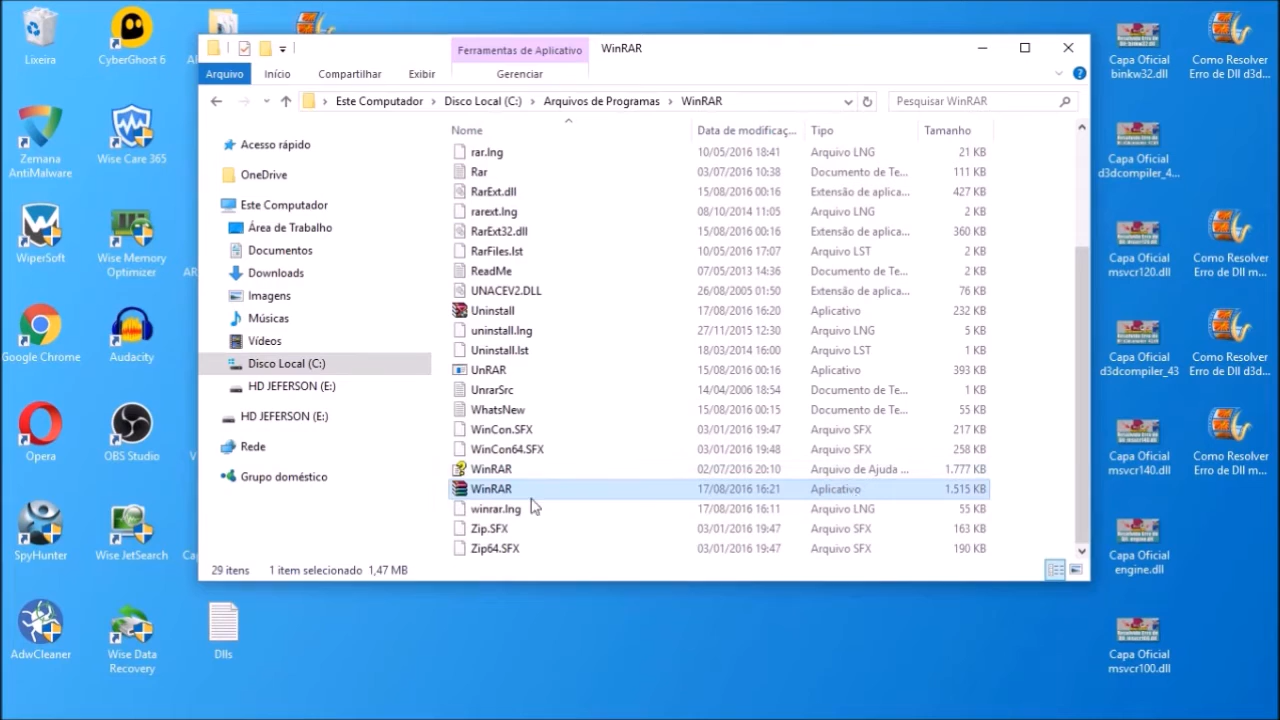 Lixeira
CyberGhost 6
Zemana
AntiMalware
Wise Care 365
WiperSoft
Wise Memory
Optimizer
Google Chrome
Audacity
Opera
OBS Studio
SpyHunter
Wise JetSearch
AdwCleaner
Wise Data
Recovery
Dlls
Ferramentas de Aplicativo WinRAR
Arquivo Início Compartilhar Exibir Gerenciar
Este Computador > Disco Local (C:) > Arquivos de Programas > WinRAR
Pesquisar WinRAR
Acesso rápido
OneDrive
Este Computador
Área de Trabalho
Documentos
Downloads
Imagens
Músicas
Vídeos
Disco Local (C:)
HD JEFERSON (E:)
HD JEFERSON (E:)
Rede
Grupo doméstico
Nome Data de modificaç... Tipo Tamanho
rar.lng 10/05/2016 18:41 Arquivo LNG 21 KB
Rar 03/07/2016 10:38 Documento de Te... 111 KB
RarExt.dll 15/08/2016 00:16 Extensão de aplica... 427 KB
rarext.lng 08/10/2014 11:05 Arquivo LNG 2 KB
RarExt32.dll 15/08/2016 00:16 Extensão de aplica... 360 KB
RarFiles.lst 10/05/2016 17:07 Arquivo LST 2 KB
ReadMe 07/05/2013 14:36 Documento de Te... 2 KB
UNACEV2.DLL 26/08/2005 01:50 Extensão de aplica... 76 KB
Uninstall 17/08/2016 16:20 Aplicativo 232 KB
uninstall.lng 27/11/2015 12:30 Arquivo LNG 5 KB
Uninstall.lst 18/03/2014 16:00 Arquivo LST 1 KB
UnRAR 15/08/2016 00:16 Aplicativo 393 KB
UnrarSrc 14/04/2006 18:54 Documento de Te... 1 KB
WhatsNew 15/08/2016 00:15 Documento de Te... 55 KB
WinCon.SFX 03/01/2016 19:47 Arquivo SFX 217 KB
WinCon64.SFX 03/01/2016 19:48 Arquivo SFX 258 KB
WinRAR 02/07/2016 20:10 Arquivo de Ajuda ... 1.777 KB
WinRAR 17/08/2016 16:21 Aplicativo 1.515 KB
winrar.lng 17/08/2016 16:11 Arquivo LNG 55 KB
Zip.SFX 03/01/2016 19:47 Arquivo SFX 163 KB
Zip64.SFX 03/01/2016 19:47 Arquivo SFX 190 KB
29 itens 1 item selecionado 1,47 MB
Capa Oficial
binkw32.dll
Como Resolver
Erro de Dll d3d...
Capa Oficial
d3dcompiler_4...
Capa Oficial
msvcr120.dll
Como Resolver
Erro de Dll m...
Capa Oficial
d3dcompiler_43
Como Resolver
Erro de Dll d3d...
Capa Oficial
msvcr140.dll
Como Resolver
Erro de Dll m...
Capa Oficial
engine.dll
Capa Oficial
msvcr100.dll